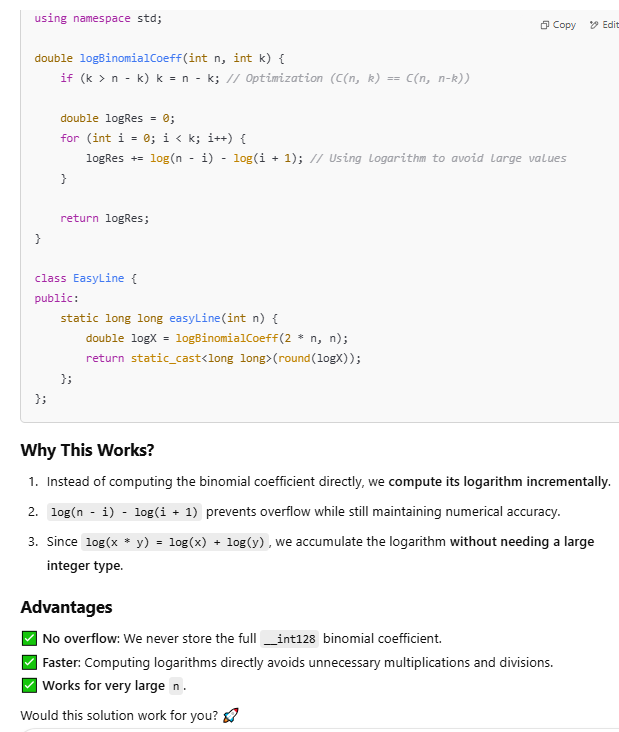 using namespace std;
Copy Edit
double logBinomialCoeff(int n, int k) {
if (k > n - k) k = n - k; // Optimization (C(n, k) == C(n, n-k))
double logRes = 0;
for (int i = 0; i < k; i++) {
logRes += log(n - i) - log(i + 1); // Using logarithm to avoid large values
}
return logRes;
}
class EasyLine {
public:
static long long easyLine(int n) {
double logX = logBinomialCoeff(2 * n, n);
return static_cast<long long>(round(logX));
};
};
Why This Works?
1. Instead of computing the binomial coefficient directly, we compute its logarithm incrementally.
2. log(n - i) - log(i + 1) prevents overflow while still maintaining numerical accuracy.
3. Since log(x * y) = log(x) + log(y), we accumulate the logarithm without needing a large
integer type.
Advantages
✅ No overflow: We never store the full __int128 binomial coefficient.
✅ Faster: Computing logarithms directly avoids unnecessary multiplications and divisions.
✅ Works for very large n.
Would this solution work for you? 🚀